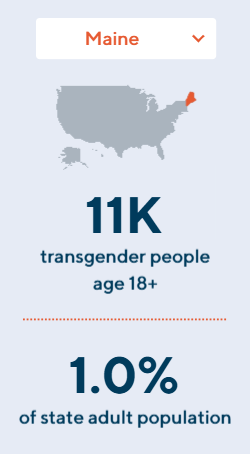 Maine
11K
transgender people
age 18+
1.0%
of state adult population